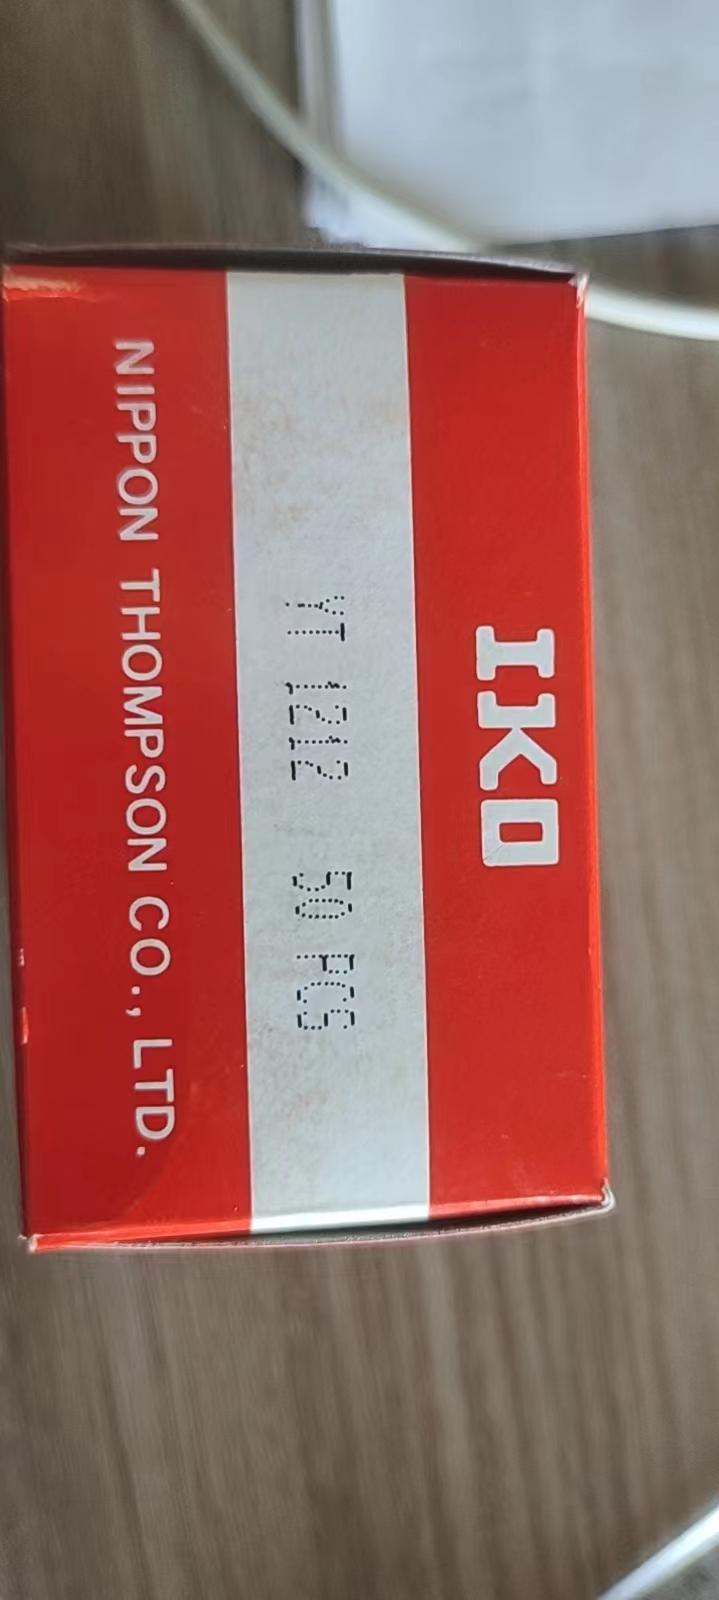 IKO
YT 1212 50 PCS
NIPPON THOMPSON CO., LTD.